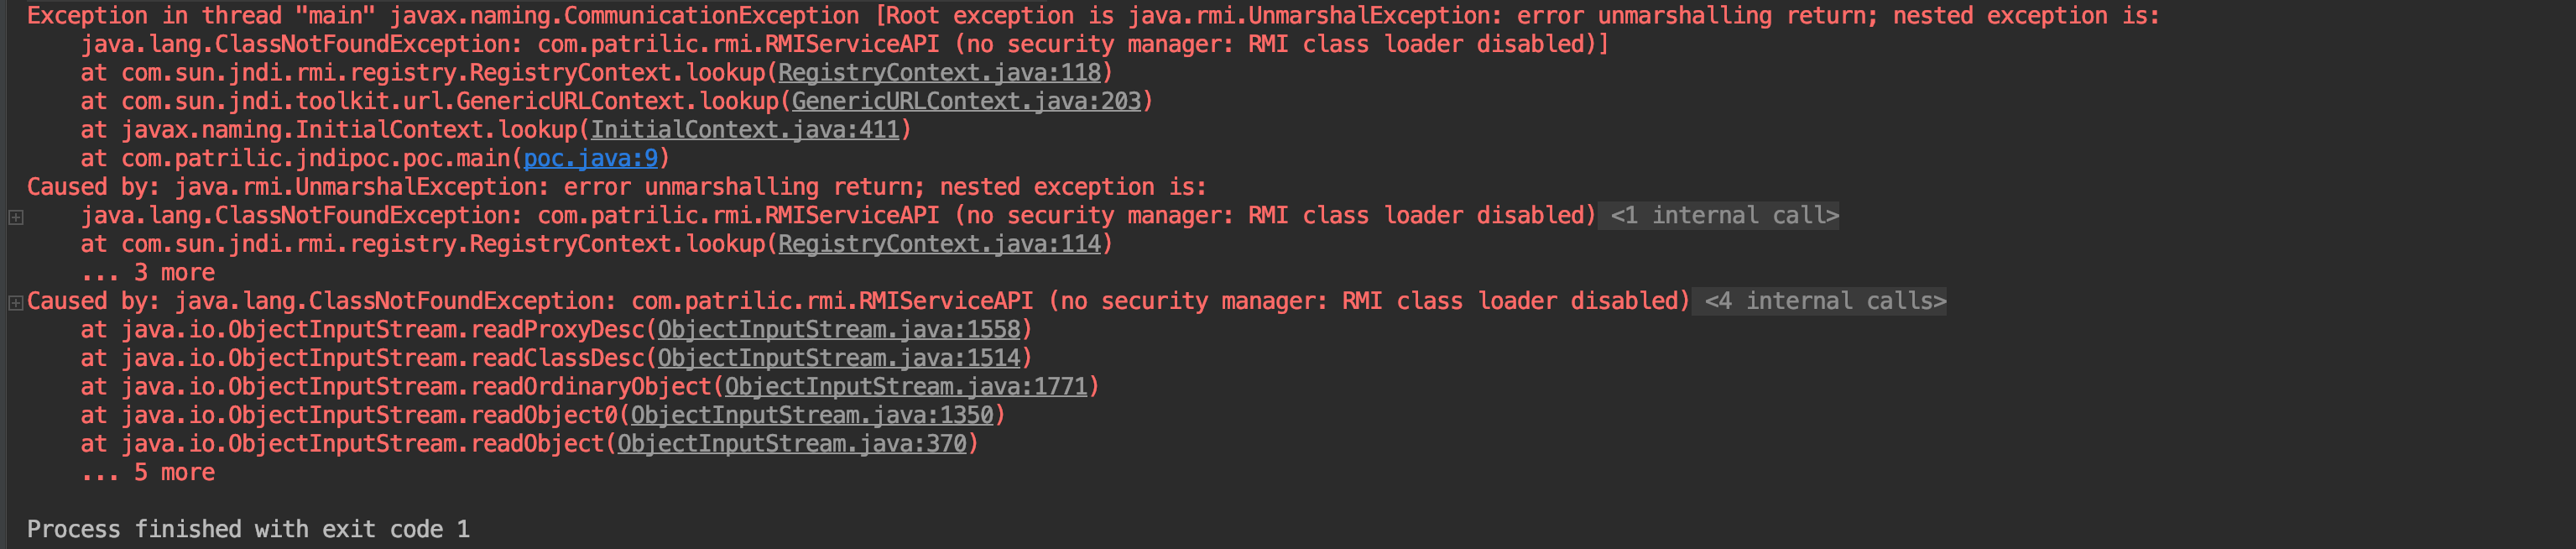 Exception in thread "main" javax.naming.CommunicationException [Root exception is java.rmi.UnmarshalException: error unmarshalling return; nested exception is:
java.lang.ClassNotFoundException: com.patrilic.rmi.RMIServiceAPI (no security manager: RMI class loader disabled)]
at com.sun.jndi.rmi.registry.RegistryContext.lookup(RegistryContext.java:118)
at com.sun.jndi.toolkit.url.GenericURLContext.lookup(GenericURLContext.java:203)
at javax.naming.InitialContext.lookup(InitialContext.java:411)
at com.patrilic.jndipoc.poc.main(poc.java:9)
Caused by: java.rmi.UnmarshalException: error unmarshalling return; nested exception is:
java.lang.ClassNotFoundException: com.patrilic.rmi.RMIServiceAPI (no security manager: RMI class loader disabled) <1 internal call>
at com.sun.jndi.rmi.registry.RegistryContext.lookup(RegistryContext.java:114)
... 3 more
Caused by: java.lang.ClassNotFoundException: com.patrilic.rmi.RMIServiceAPI (no security manager: RMI class loader disabled) <4 internal calls>
at java.io.ObjectInputStream.readProxyDesc(ObjectInputStream.java:1558)
at java.io.ObjectInputStream.readClassDesc(ObjectInputStream.java:1514)
at java.io.ObjectInputStream.readOrdinaryObject(ObjectInputStream.java:1771)
at java.io.ObjectInputStream.readObject0(ObjectInputStream.java:1350)
at java.io.ObjectInputStream.readObject(ObjectInputStream.java:370)
... 5 more
Process finished with exit code 1